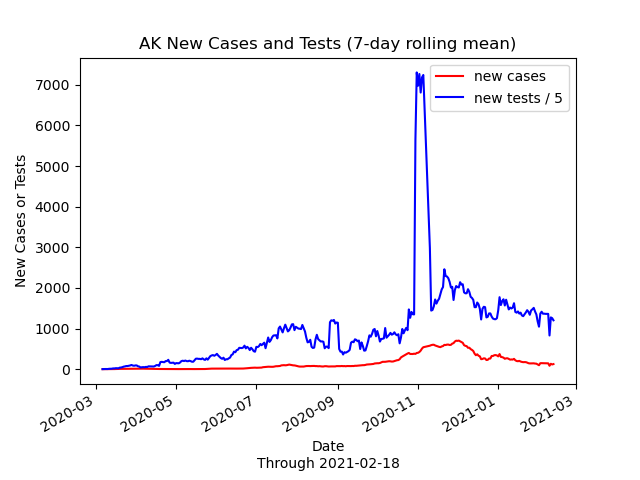 AK New Cases and Tests (7-day rolling mean)
new cases
new tests / 5
New Cases or Tests
7000
6000
5000
4000
3000
2000
1000
0
2020-03
2020-05
2020-07
2020-09
2020-11
2021-01
2021-03
Date
Through 2021-02-18